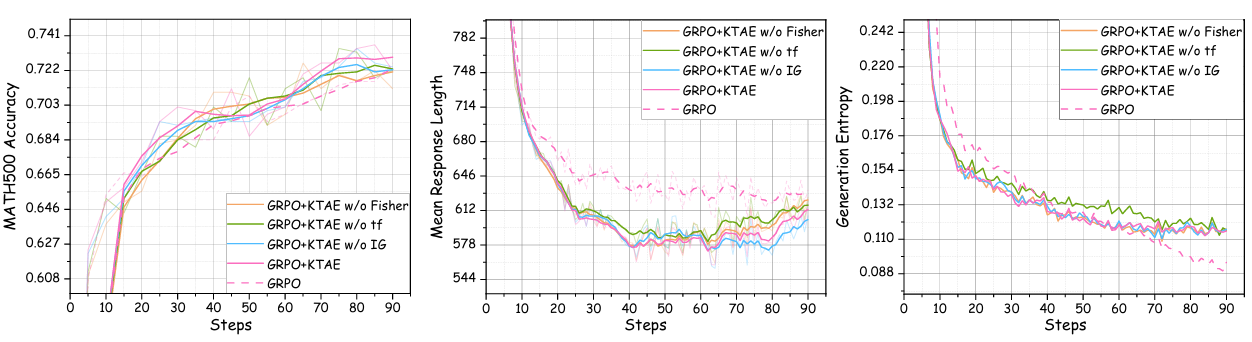 MATH500 Accuracy
0.741
0.722
0.703
0.684
0.665
0.646
0.627
0.608
0 10 20 30 40 50 60 70 80 90
Steps
GRPO+KTAE w/o Fisher
GRPO+KTAE w/o tf
GRPO+KTAE w/o IG
GRPO+KTAE
GRPO
Mean Response Length
782
748
714
680
646
612
578
544
0 10 20 30 40 50 60 70 80 90
Steps
GRPO+KTAE w/o Fisher
GRPO+KTAE w/o tf
GRPO+KTAE w/o IG
GRPO+KTAE
GRPO
Generation Entropy
0.242
0.220
0.198
0.176
0.154
0.132
0.110
0.088
0 10 20 30 40 50 60 70 80 90
Steps
GRPO+KTAE w/o Fisher
GRPO+KTAE w/o tf
GRPO+KTAE w/o IG
GRPO+KTAE
GRPO